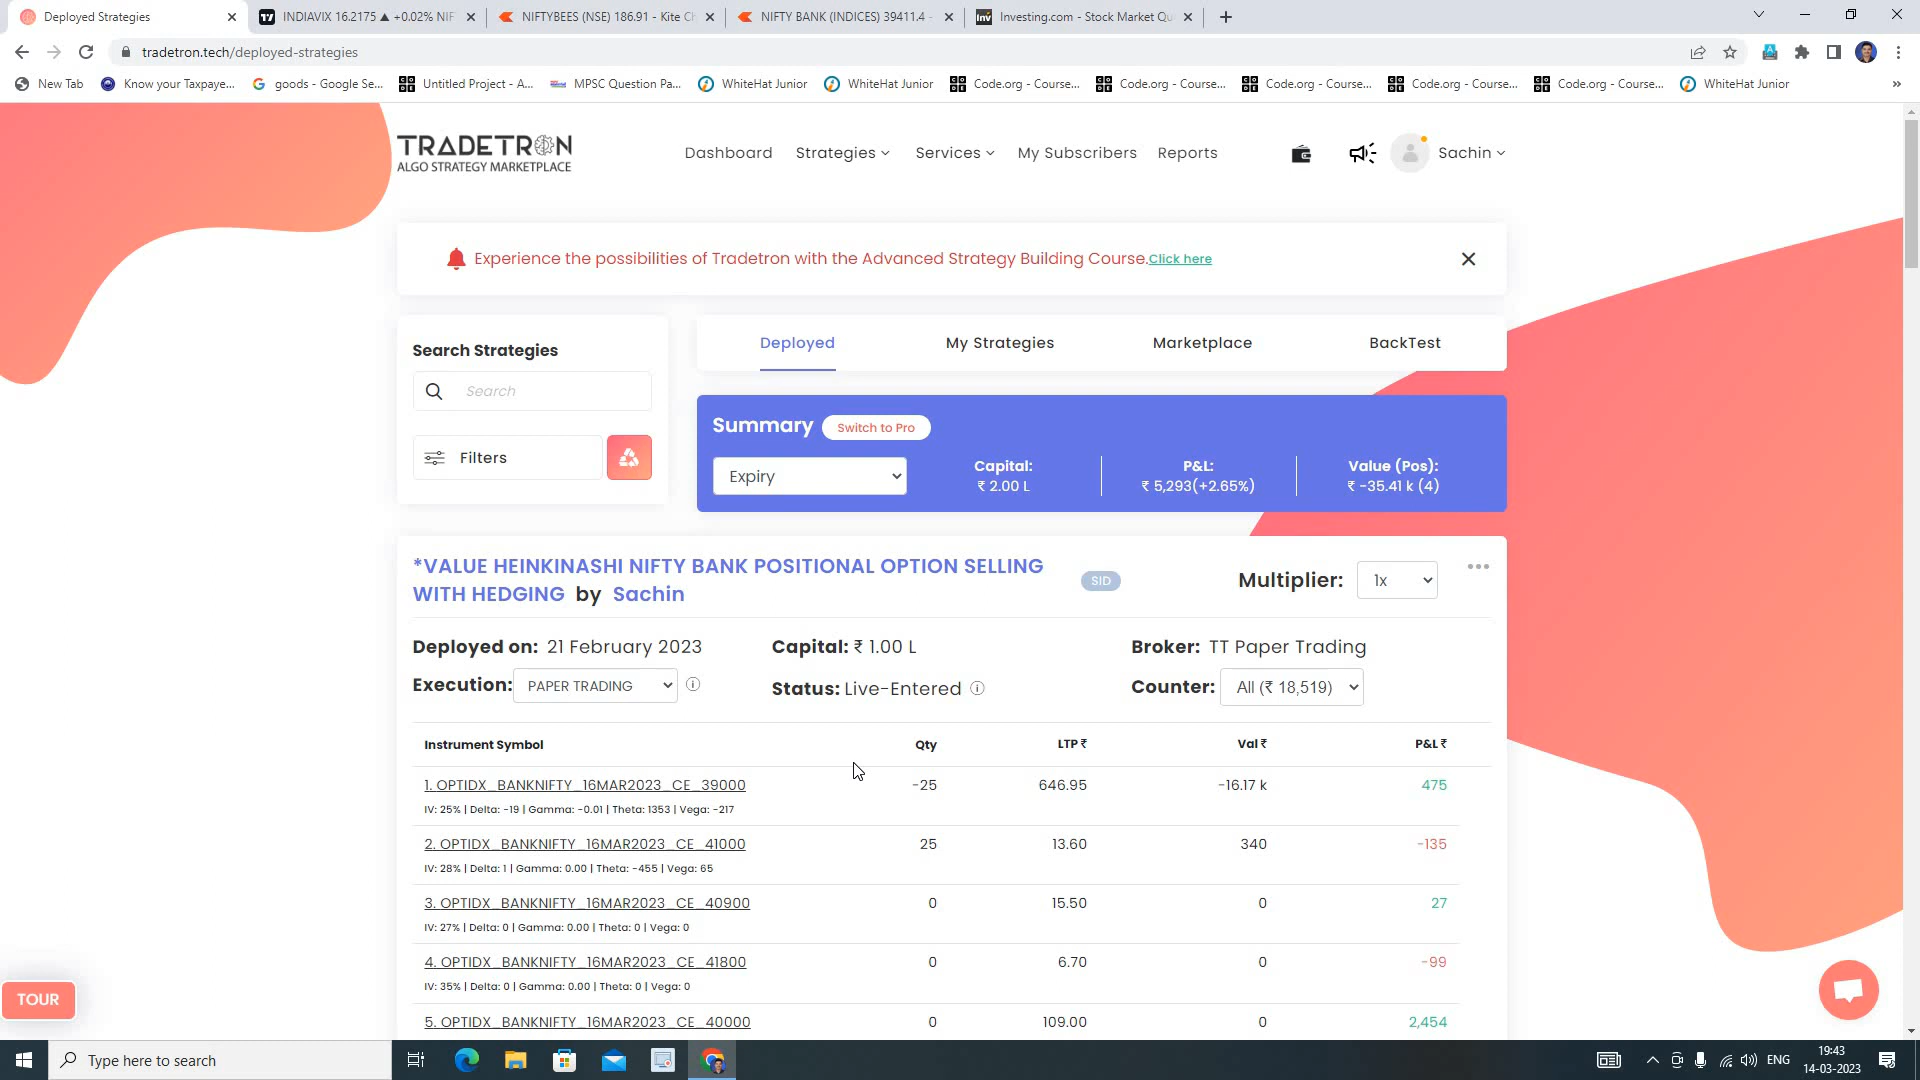 Deployed Strategies
INDIAVIX 16.2175 ▲ +0.02% NIF
NIFTYBEES (NSE) 186.91 - Kite Ch
NIFTY BANK (INDICES) 39411.4 -
Investing.com - Stock Market Qu
tradetron.tech/deployed-strategies
New Tab
Know your Taxpaye...
goods - Google Se...
Untitled Project - A...
MPSC Question Pa...
WhiteHat Junior
WhiteHat Junior
Code.org - Course...
Code.org - Course...
Code.org - Course...
Code.org - Course...
Code.org - Course...
WhiteHat Junior
»
TRADETRON
ALGO STRATEGY MARKETPLACE
Dashboard
Strategies
Services
My Subscribers
Reports
Sachin
Experience the possibilities of Tradetron with the Advanced Strategy Building Course.Click here
Search Strategies
Search
Filters
Deployed
My Strategies
Marketplace
BackTest
Summary
Switch to Pro
Expiry
Capital:
₹ 2.00 L
P&L:
₹ 5,293(+2.65%)
Value (Pos):
₹ -35.41 k (4)
*VALUE HEINKINASHI NIFTY BANK POSITIONAL OPTION SELLING
WITH HEDGING by Sachin
SID
Multiplier: 1x
Deployed on: 21 February 2023
Capital: ₹ 1.00 L
Broker: TT Paper Trading
Execution: PAPER TRADING
Status: Live-Entered
Counter: All (₹ 18,519)
Instrument Symbol Qty LTP ₹ Val ₹ P&L ₹
1. OPTIDX_BANKNIFTY_16MAR2023_CE_39000 -25 646.95 -16.17 k 475
IV: 25% | Delta: -19 | Gamma: -0.01 | Theta: 1353 | Vega: -217
2. OPTIDX_BANKNIFTY_16MAR2023_CE_41000 25 13.60 340 -135
IV: 28% | Delta: 1 | Gamma: 0.00 | Theta: -455 | Vega: 65
3. OPTIDX_BANKNIFTY_16MAR2023_CE_40900 0 15.50 0 27
IV: 27% | Delta: 0 | Gamma: 0.00 | Theta: 0 | Vega: 0
4. OPTIDX_BANKNIFTY_16MAR2023_CE_41800 0 6.70 0 -99
IV: 35% | Delta: 0 | Gamma: 0.00 | Theta: 0 | Vega: 0
5. OPTIDX_BANKNIFTY_16MAR2023_CE_40000 0 109.00 0 2,454
TOUR
Type here to search
ENG
19:43
14-03-2023